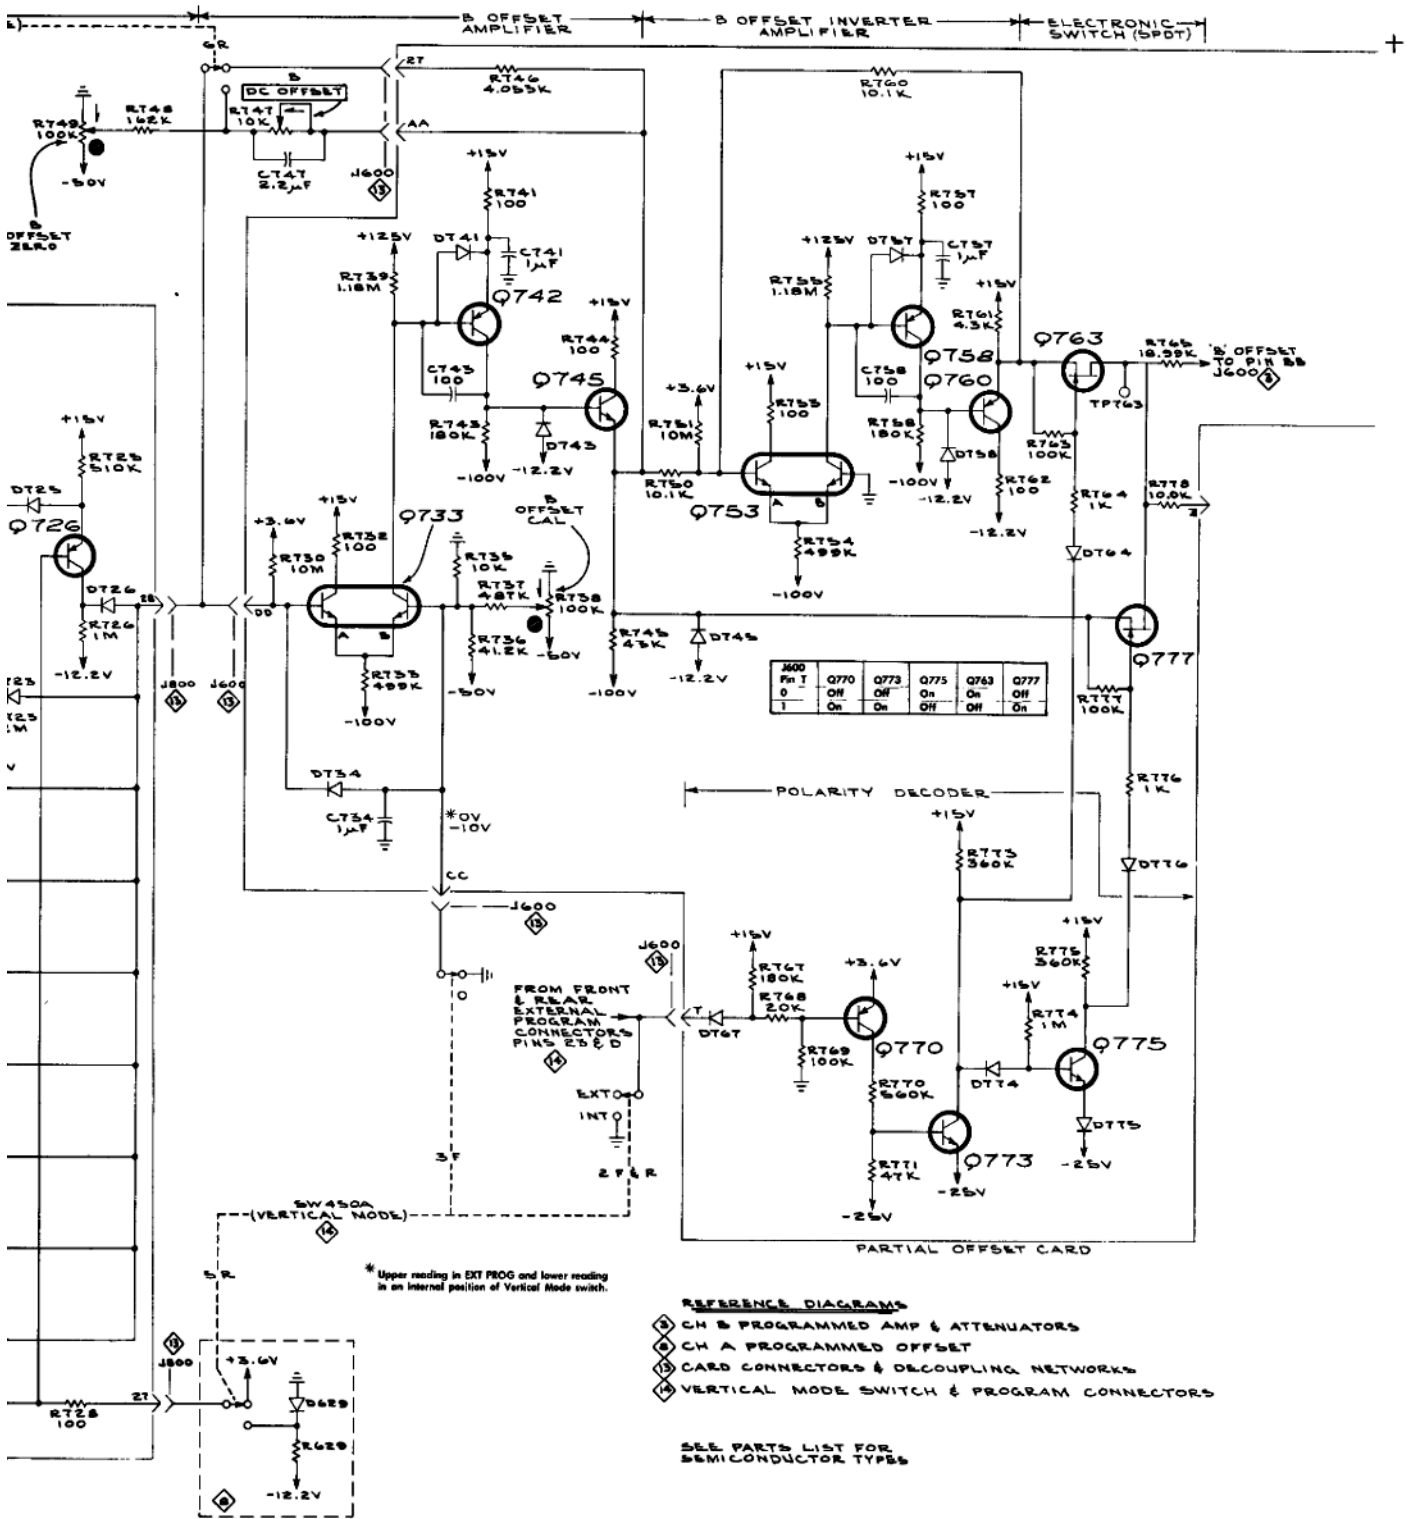 B OFFSET
AMPLIFIER
B OFFSET INVERTER
AMPLIFIER
ELECTRONIC
SWITCH (SPDT)
+
6R
27
R746
4.053K
R760
10.1K
B
DC OFFSET
R749
100K
R748
162K
R747
10K
AA
C747
2.2μF
J600
13
-50V
B
OFFSET
ZERO
+15V
R741
100
+125V
D741
C741
1μF
R739
1.18M
Q742
+15V
R744
100
C743
100
Q745
R743
180K
D743
-100V
-12.2V
+15V
R757
100
+125V
D757
C757
1μF
R755
1.18M
+15V
R761
4.3K
Q758
Q763
R765
18.99K
'B' OFFSET
TO PIN BB
J600
3
C758
100
Q760
+3.6V
+15V
R753
100
R751
10M
R758
180K
D758
R763
100K
TP763
-100V
-12.2V
R762
100
-12.2V
R750
10.1K
Q753
A
B
R764
1K
R778
10.0K
R754
499K
D764
-100V
+15V
R725
510K
D725
Q726
D726
28
R726
1M
-12.2V
J800
13
J600
13
DD
+3.6V
+15V
R730
10M
R732
100
Q733
B
OFFSET
CAL
R735
10K
R737
487K
R738
100K
A
B
R736
41.2K
-50V
R733
499K
-50V
-100V
R745
43K
D745
-100V
-12.2V
Q777
J600
Pin T Q770 Q773 Q775 Q763 Q777
0 Off Off On On Off
1 On On Off Off On
R777
100K
D734
C734
1μF
*0V
-10V
POLARITY DECODER
R776
1K
+15V
R773
360K
D776
CC
J600
13
J600
13
+15V
R767
180K
+3.6V
+15V
R775
360K
FROM FRONT
& REAR
EXTERNAL
PROGRAM
CONNECTORS
PINS 23 & D
14
T
D767
R768
20K
+15V
R774
1M
R769
100K
Q770
Q775
EXT
INT
R770
560K
D774
D775
-25V
Q773
R771
47K
-25V
-25V
3F
2 F & R
SW450A
(VERTICAL MODE)
14
PARTIAL OFFSET CARD
5R
* Upper reading in EXT PROG and lower reading
in an internal position of Vertical Mode switch.
13
J800
+3.6V
27
R728
100
D629
R629
-12.2V
8
REFERENCE DIAGRAMS
3 CH B PROGRAMMED AMP & ATTENUATORS
8 CH A PROGRAMMED OFFSET
13 CARD CONNECTORS & DECOUPLING NETWORKS
14 VERTICAL MODE SWITCH & PROGRAM CONNECTORS
SEE PARTS LIST FOR
SEMICONDUCTOR TYPES